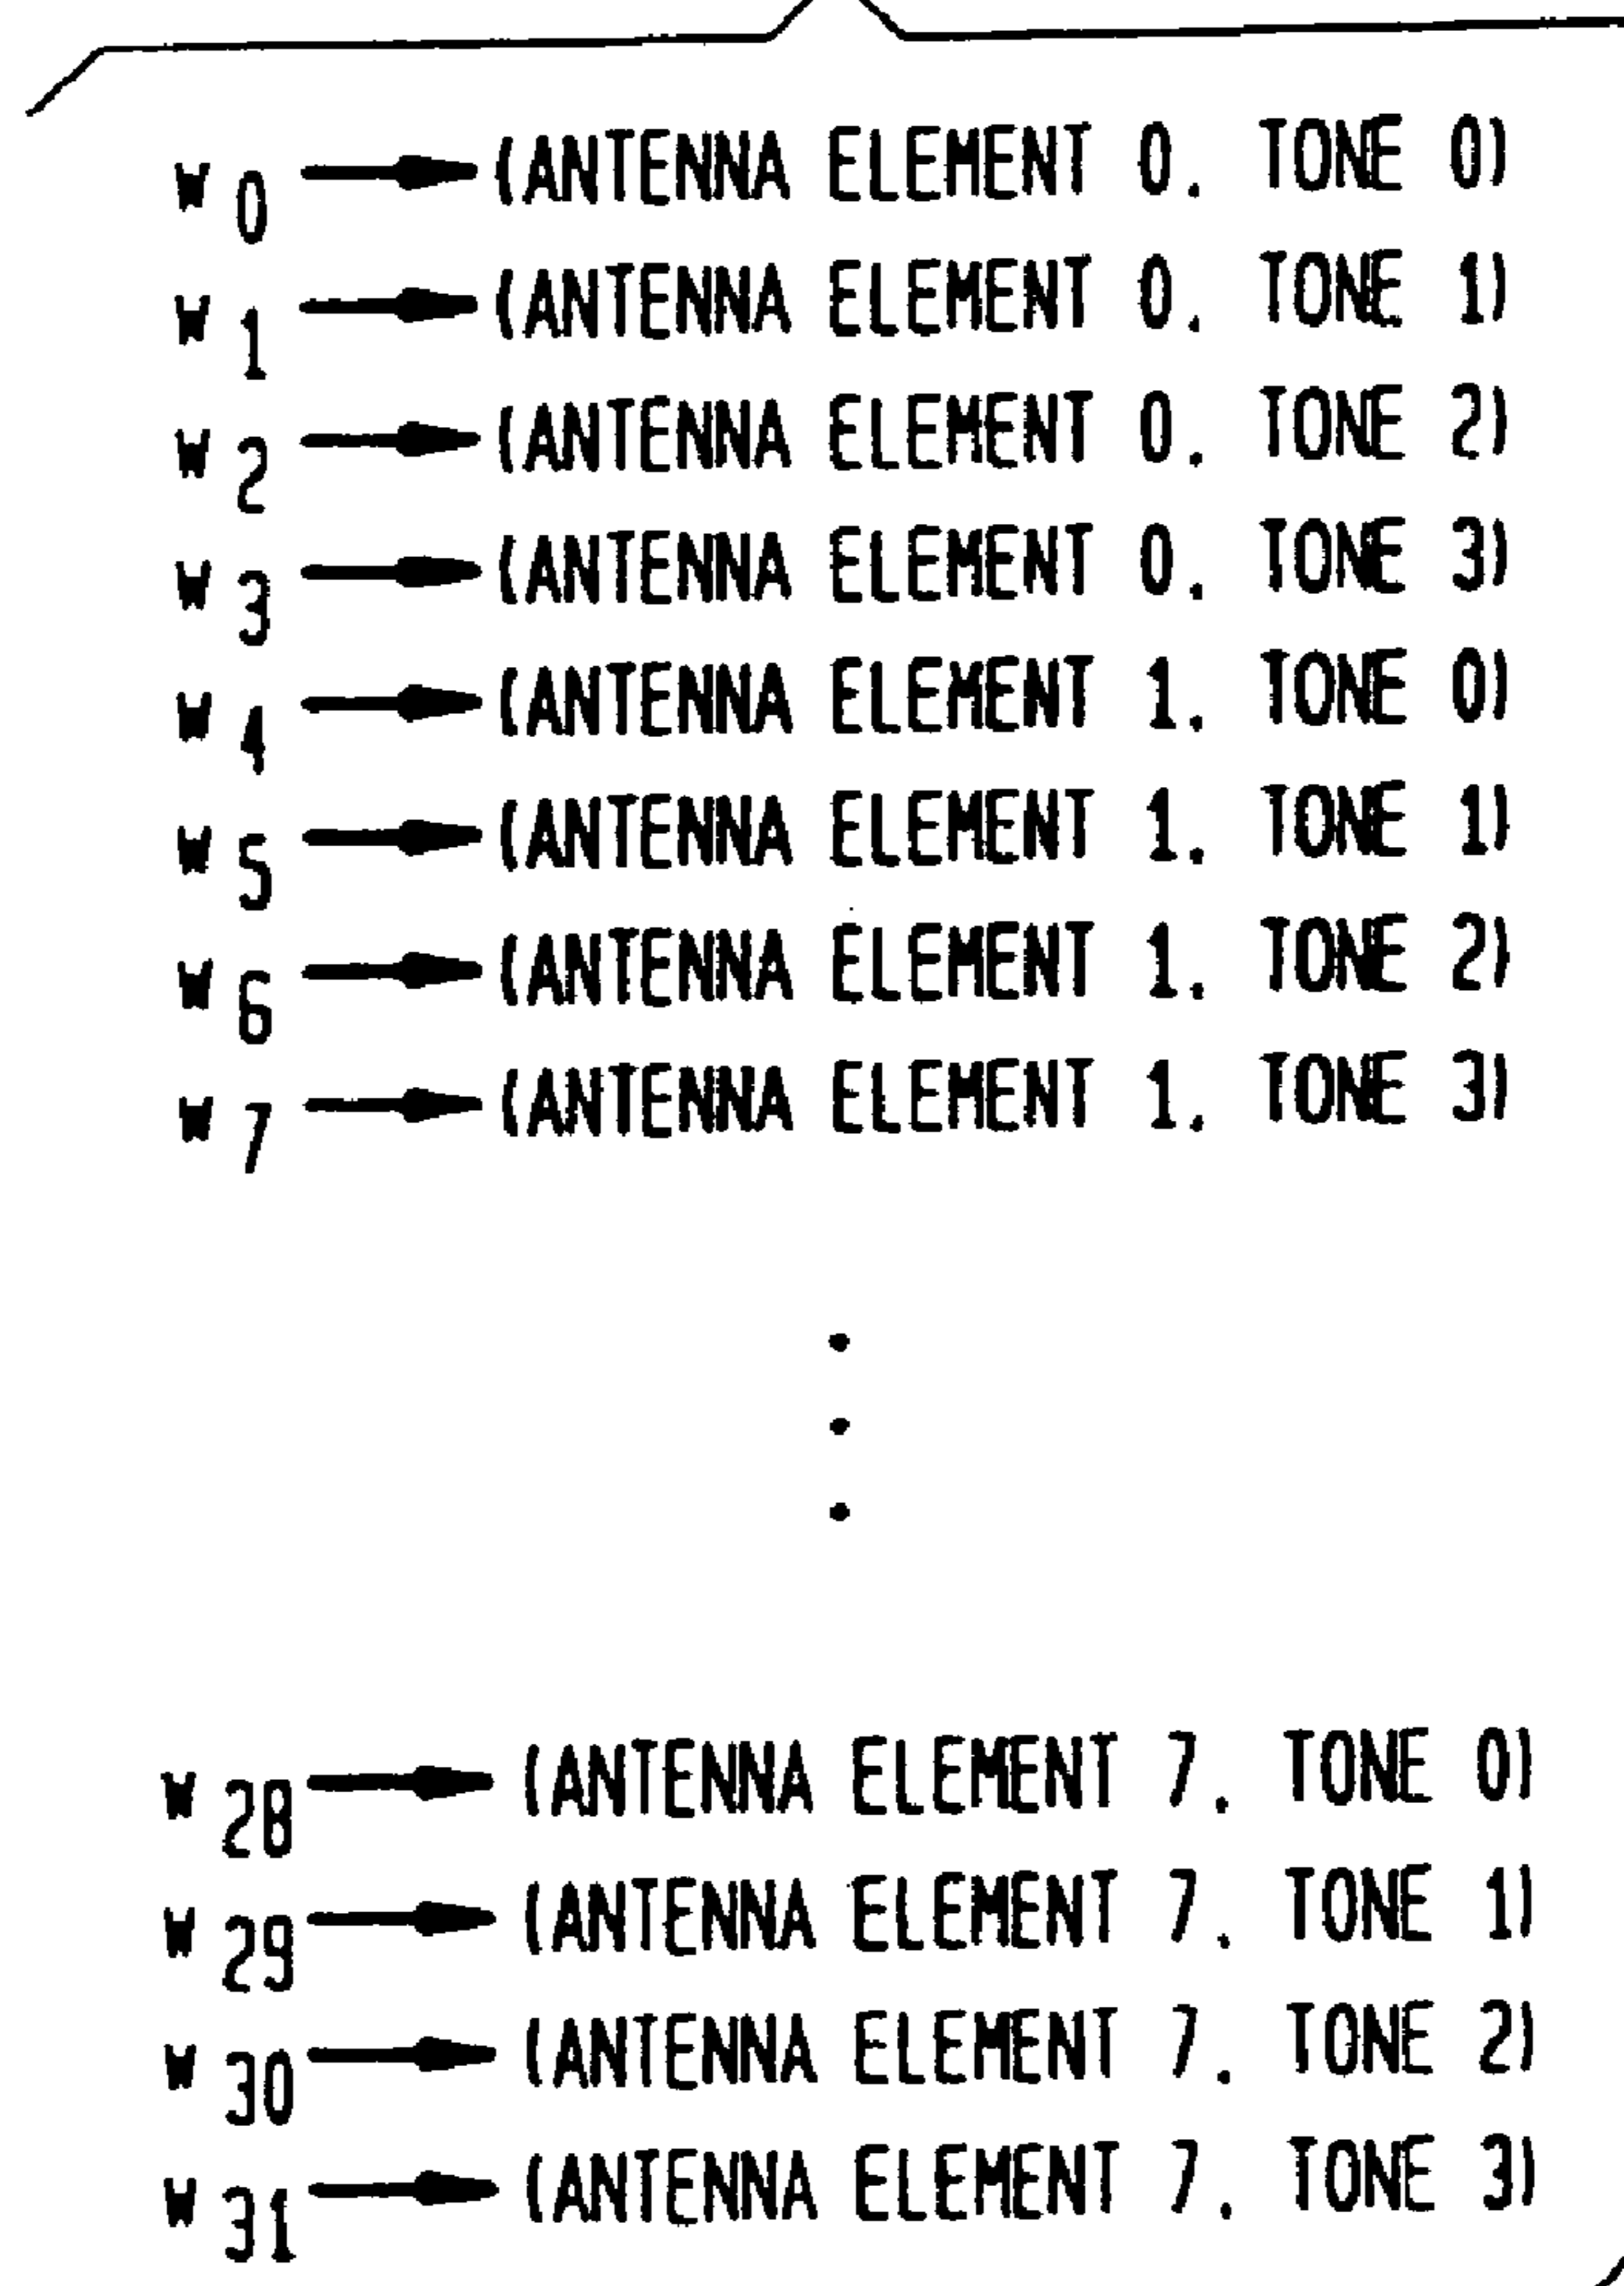 W0 → (ANTENNA ELEMENT 0, TONE 0)
W1 → (ANTENNA ELEMENT 0, TONE 1)
W2 → (ANTENNA ELEMENT 0, TONE 2)
W3 → (ANTENNA ELEMENT 0, TONE 3)
W4 → (ANTENNA ELEMENT 1, TONE 0)
W5 → (ANTENNA ELEMENT 1, TONE 1)
W6 → (ANTENNA ELEMENT 1, TONE 2)
W7 → (ANTENNA ELEMENT 1, TONE 3)
.
.
.
W28 → (ANTENNA ELEMENT 7, TONE 0)
W29 → (ANTENNA ELEMENT 7, TONE 1)
W30 → (ANTENNA ELEMENT 7, TONE 2)
W31 → (ANTENNA ELEMENT 7, TONE 3)